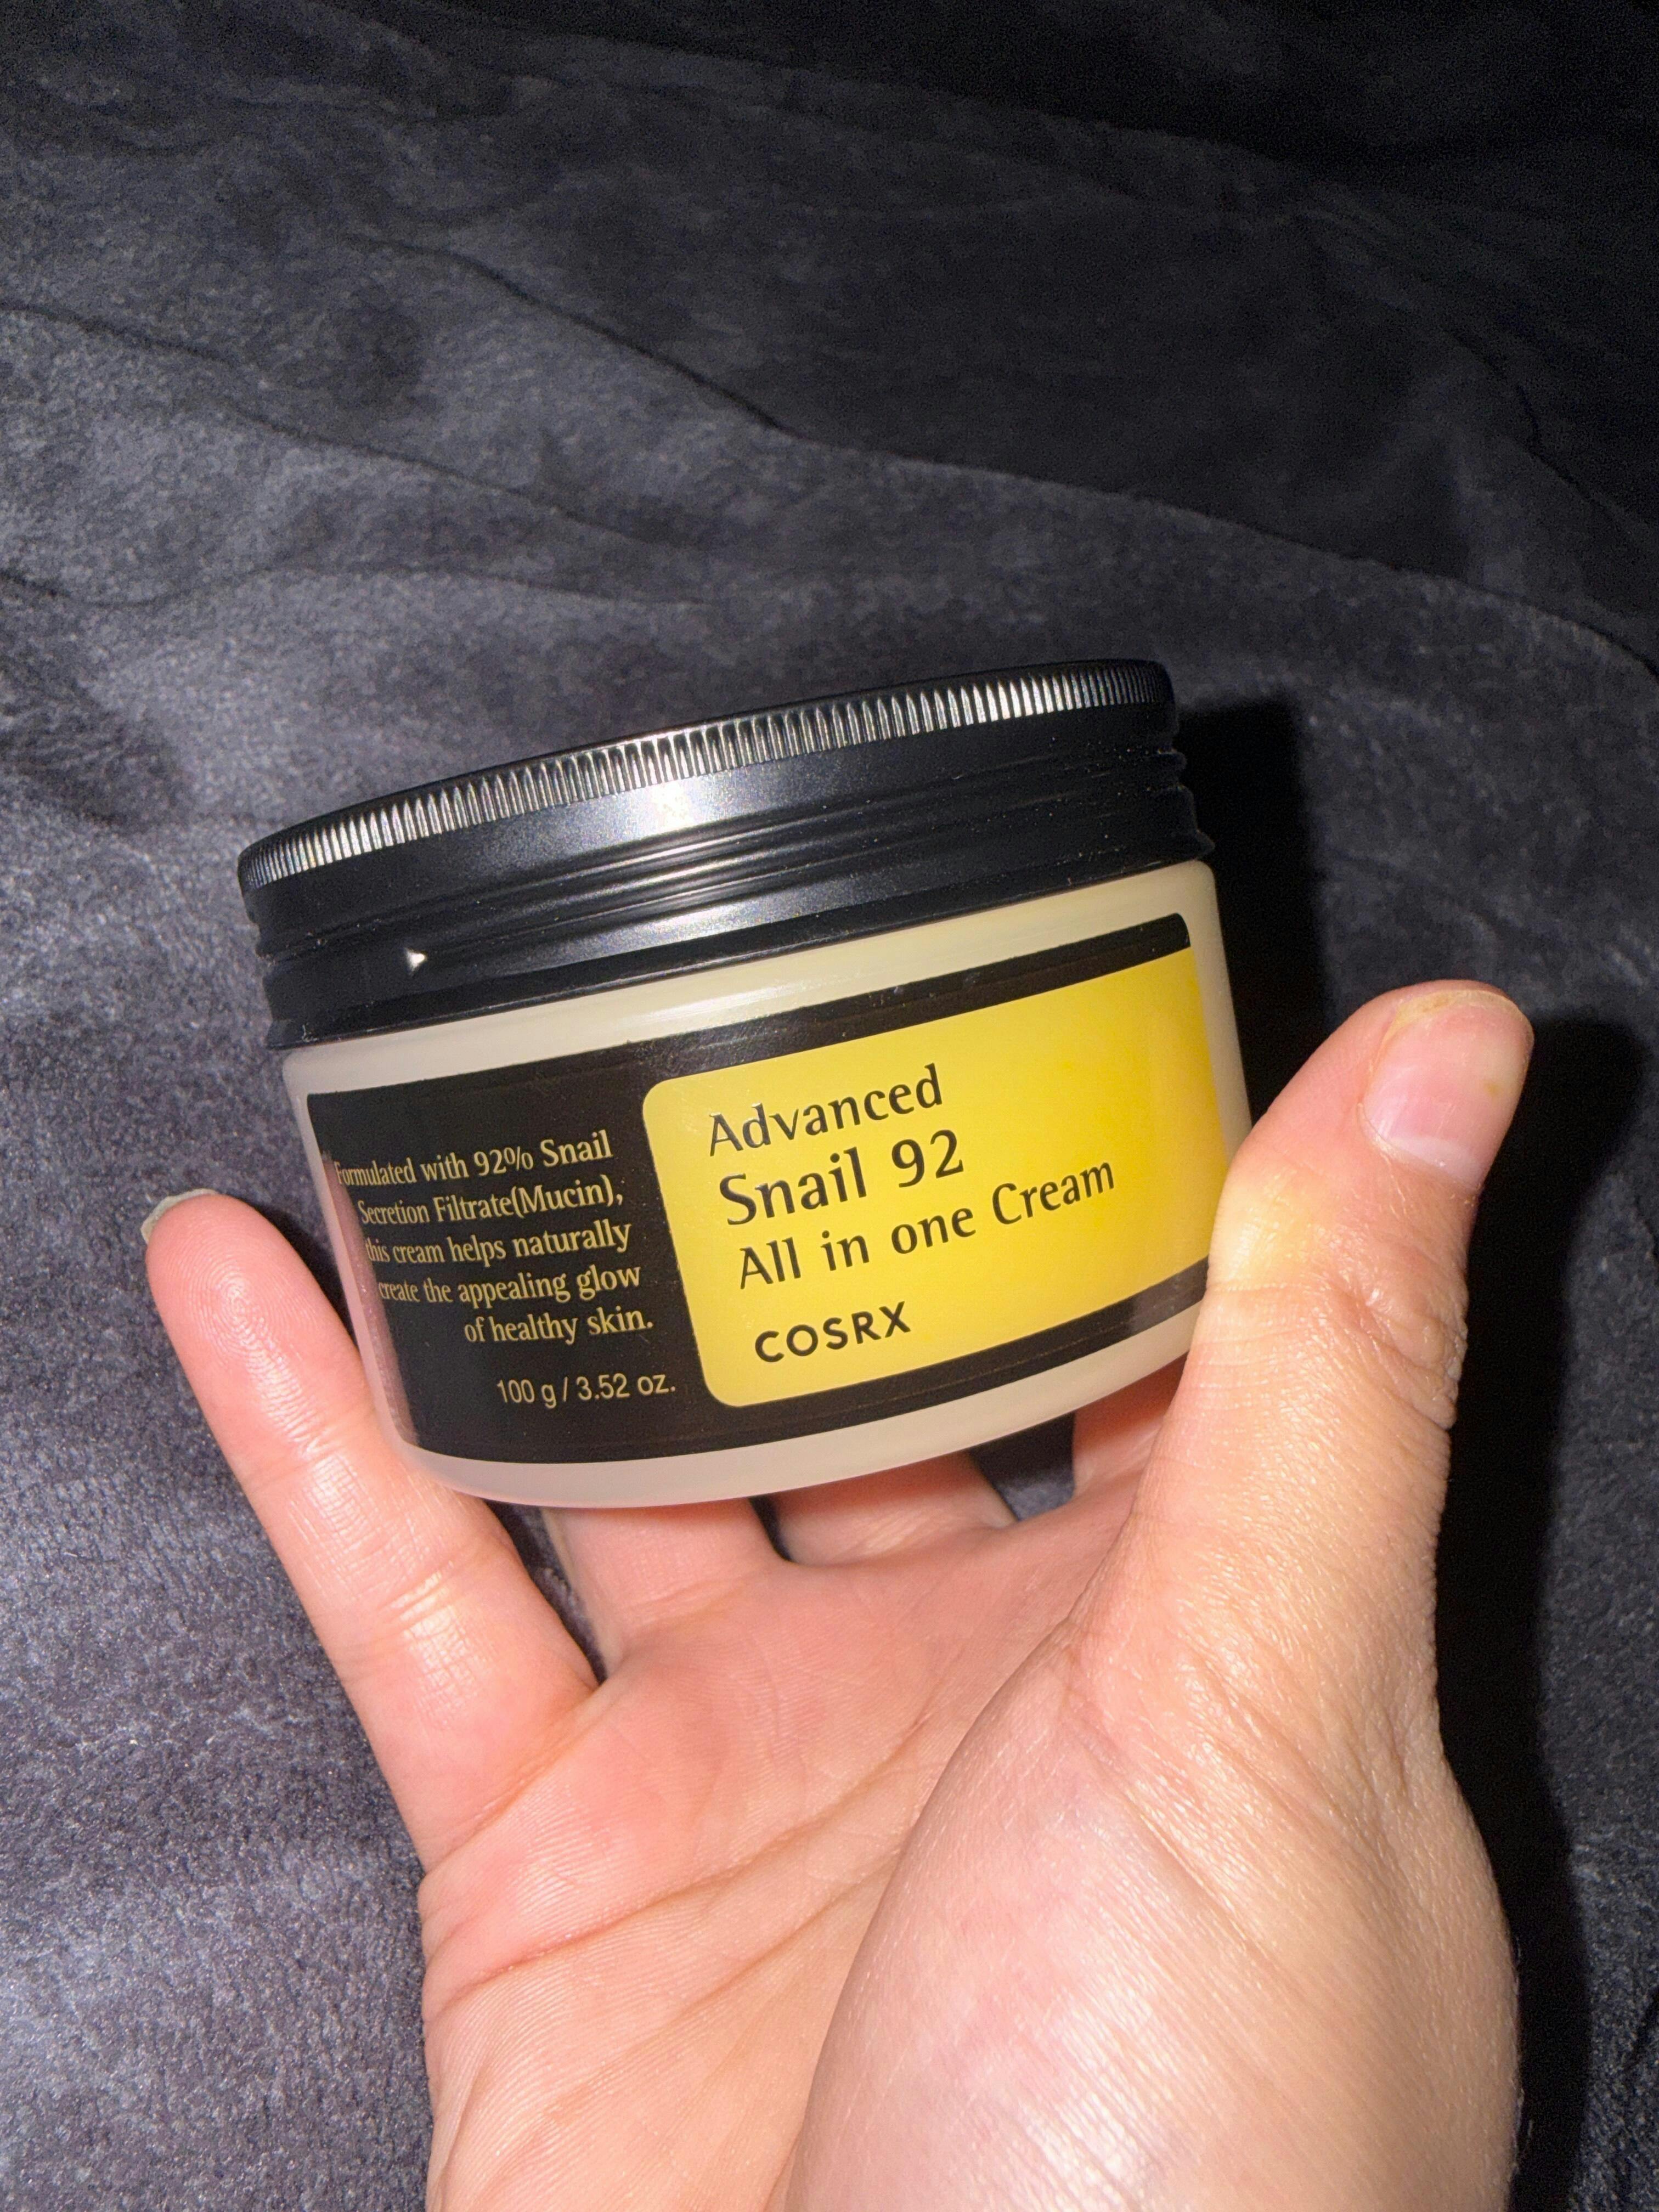 Formulated with 92% Snail
Secretion Filtrate(Mucin),
this cream helps naturally
create the appealing glow
of healthy skin.
100 g / 3.52 oz.
Advanced
Snail 92
All in one Cream
COSRX